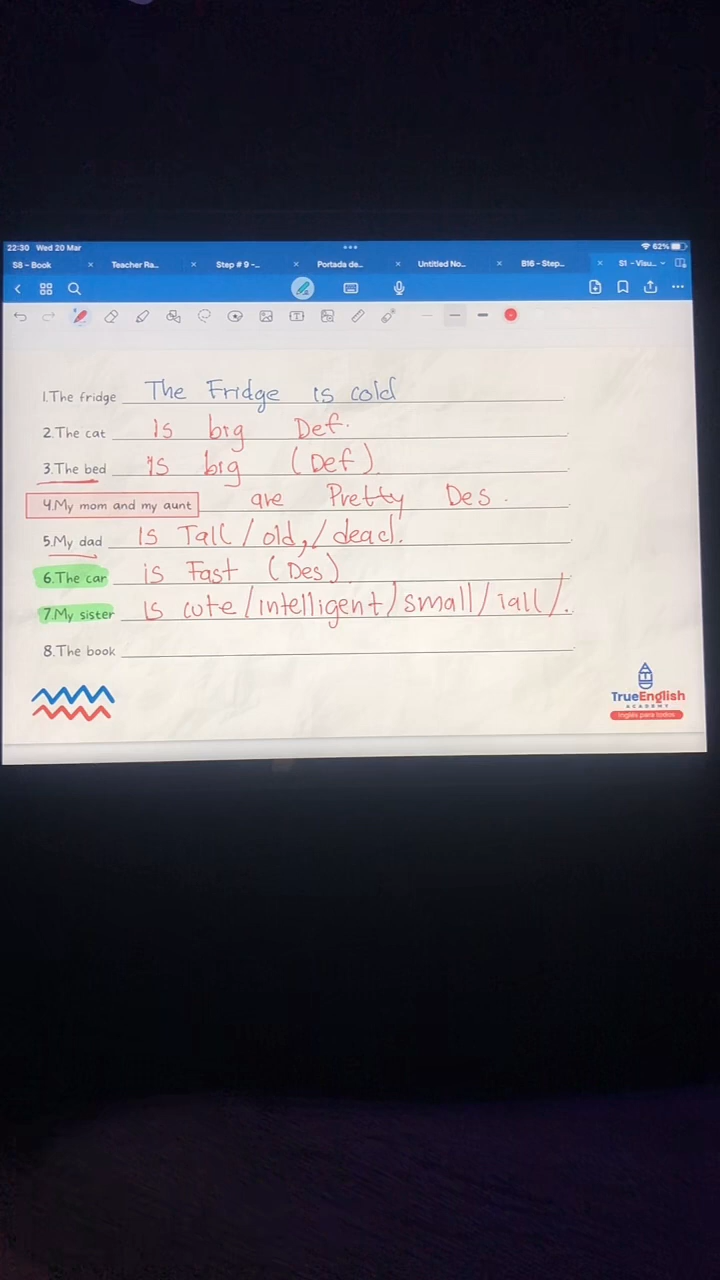 22:30 Wed 20 Mar
62%
S8 - Book × Teacher Ra... × Step # 9 -... × Portada de... × Untitled No... × B16 - Step... × S1 - Visu...
1.The fridge The Fridge is cold
2.The cat Is big Def.
3.The bed is big (Def)
4.My mom and my aunt are Pretty Des.
5.My dad Is Tall / old, / dead.
6.The car is Fast (Des)
7.My sister Is cute / intelligent / small / Tall /.
8.The book
TrueEnglish
ACADEMY
Inglés para todos